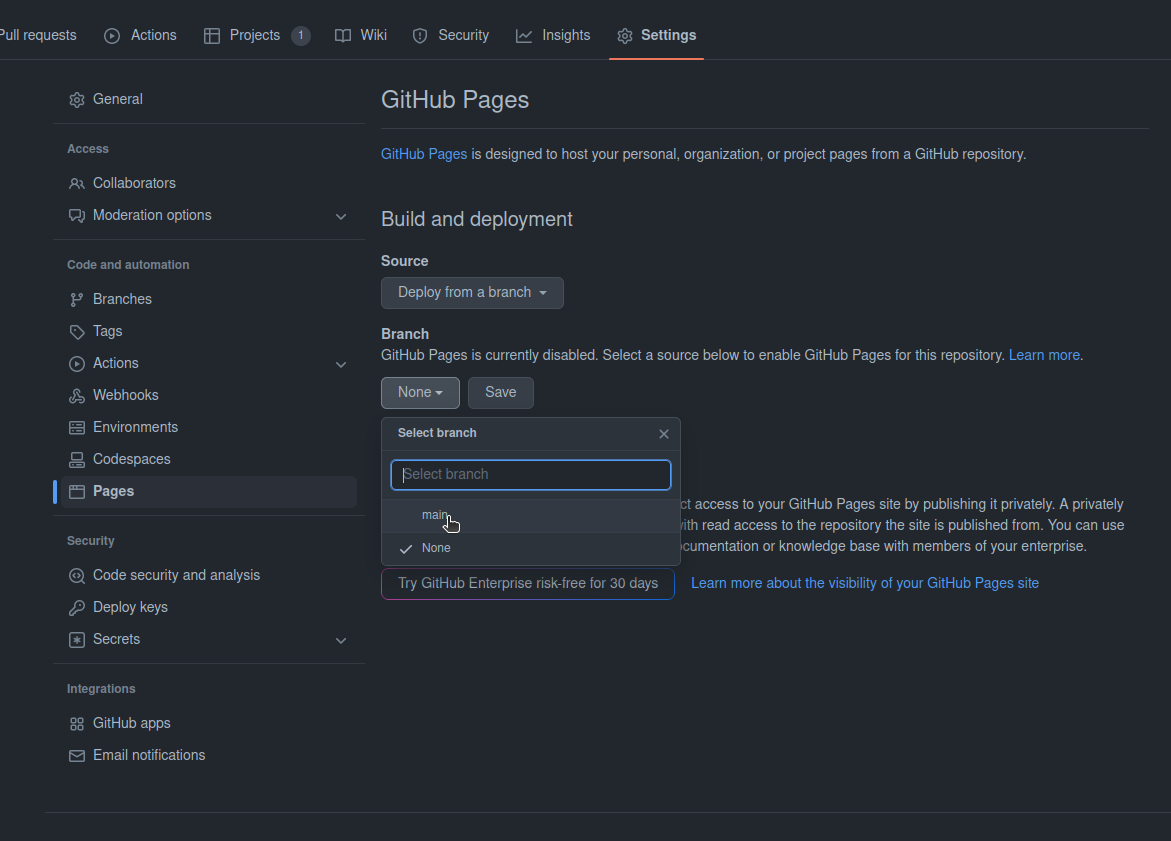 Pull requests Actions Projects 1 Wiki Security Insights Settings
General
Access
Collaborators
Moderation options
Code and automation
Branches
Tags
Actions
Webhooks
Environments
Codespaces
Pages
Security
Code security and analysis
Deploy keys
Secrets
Integrations
GitHub apps
Email notifications
GitHub Pages
GitHub Pages is designed to host your personal, organization, or project pages from a GitHub repository.
Build and deployment
Source
Deploy from a branch
Branch
GitHub Pages is currently disabled. Select a source below to enable GitHub Pages for this repository. Learn more.
None Save
Select branch
Select branch
main
None
access to your GitHub Pages site by publishing it privately. A privately
with read access to the repository the site is published from. You can use
documentation or knowledge base with members of your enterprise.
Try GitHub Enterprise risk-free for 30 days Learn more about the visibility of your GitHub Pages site